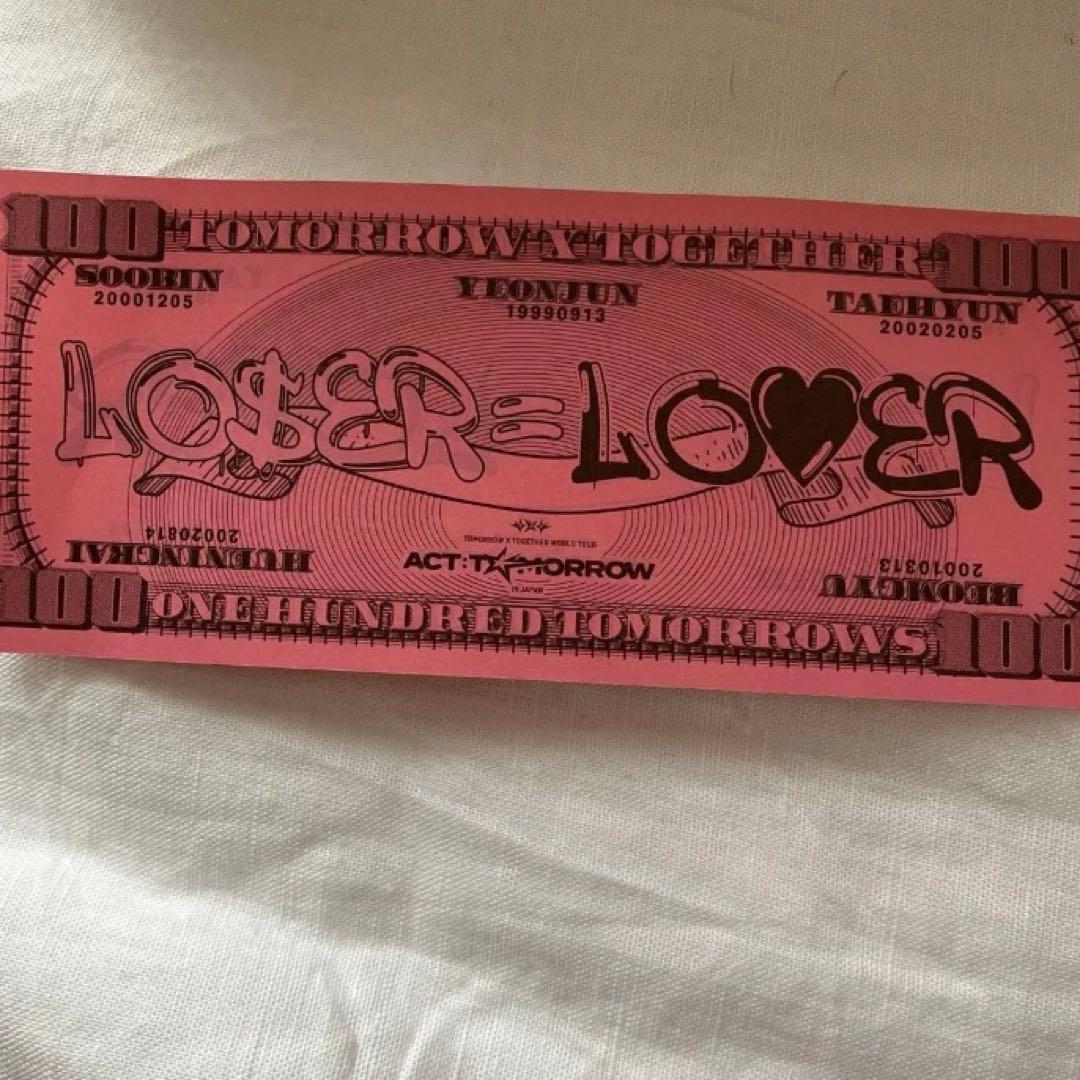 100 TOMORROW X TOGETHER 100
SOOBIN
20001205
YEONJUN
19990913
TAEHYUN
20020205
LO$ER=LO♥ER
HUENINGKAI
20020814
TOMORROW X TOGETHER WORLD TOUR
ACT:T★MORROW
IN JAPAN
BEOMGYU
20010313
100 ONE HUNDRED TOMORROWS 100